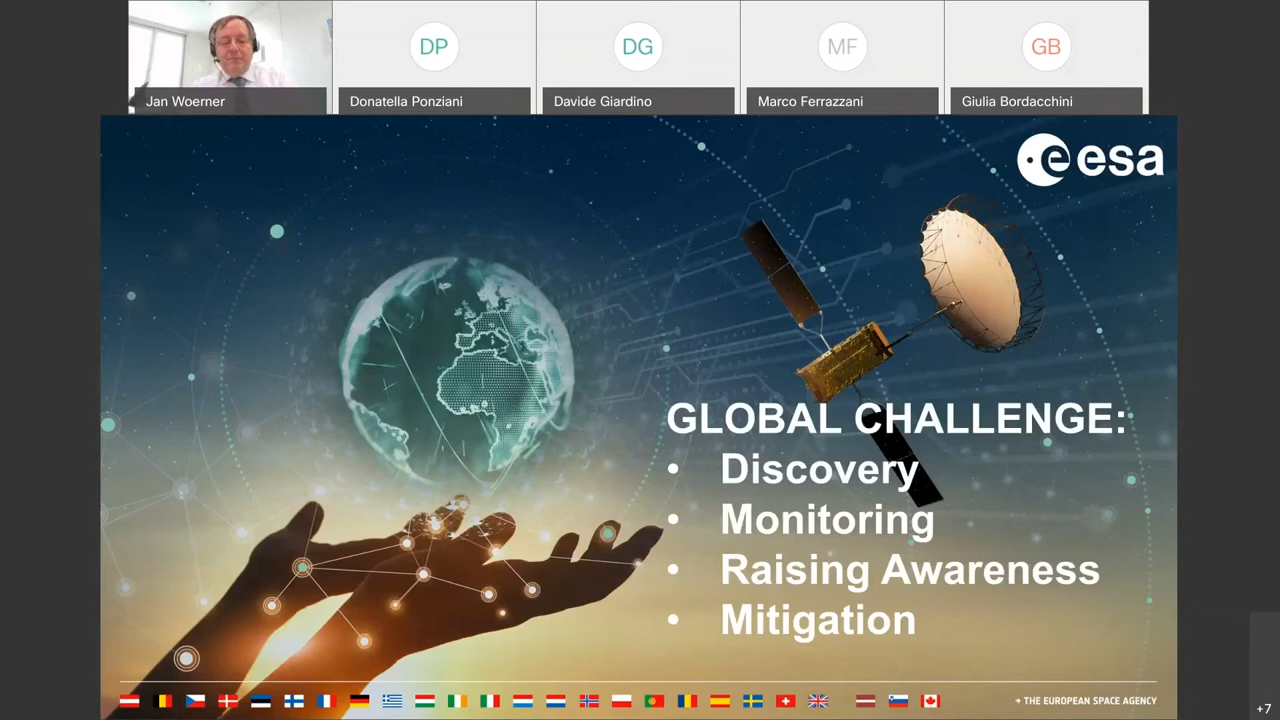 DP
DG
MF
GB
Jan Woerner
Donatella Ponziani
Davide Giardino
Marco Ferrazzani
Giulia Bordacchini
esa
GLOBAL CHALLENGE:
• Discovery
• Monitoring
• Raising Awareness
• Mitigation
→ THE EUROPEAN SPACE AGENCY
+7